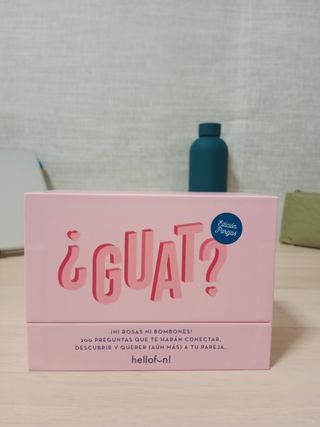 ¿GUAT?
Edición
Parejas
¡NI ROSAS NI BOMBONES!
200 PREGUNTAS QUE TE HARÁN CONECTAR,
DESCUBRIR Y QUERER (AÚN MÁS) A TU PAREJA.
hellofun!